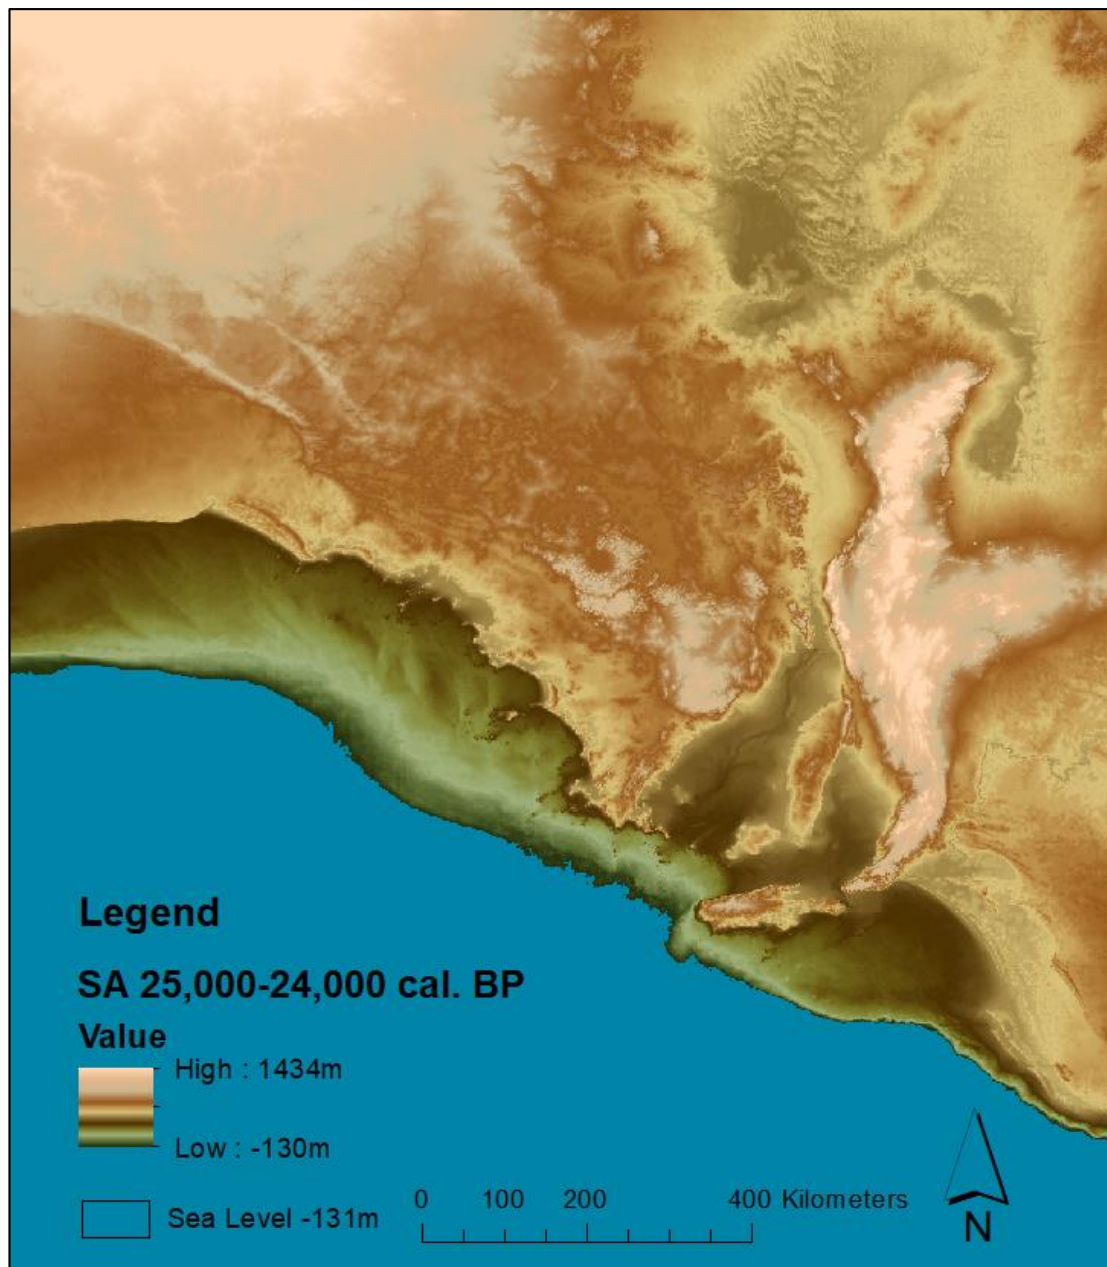 Legend
SA 25,000-24,000 cal. BP
Value
High : 1434m
Low : -130m
Sea Level -131m
0 100 200 400 Kilometers
N